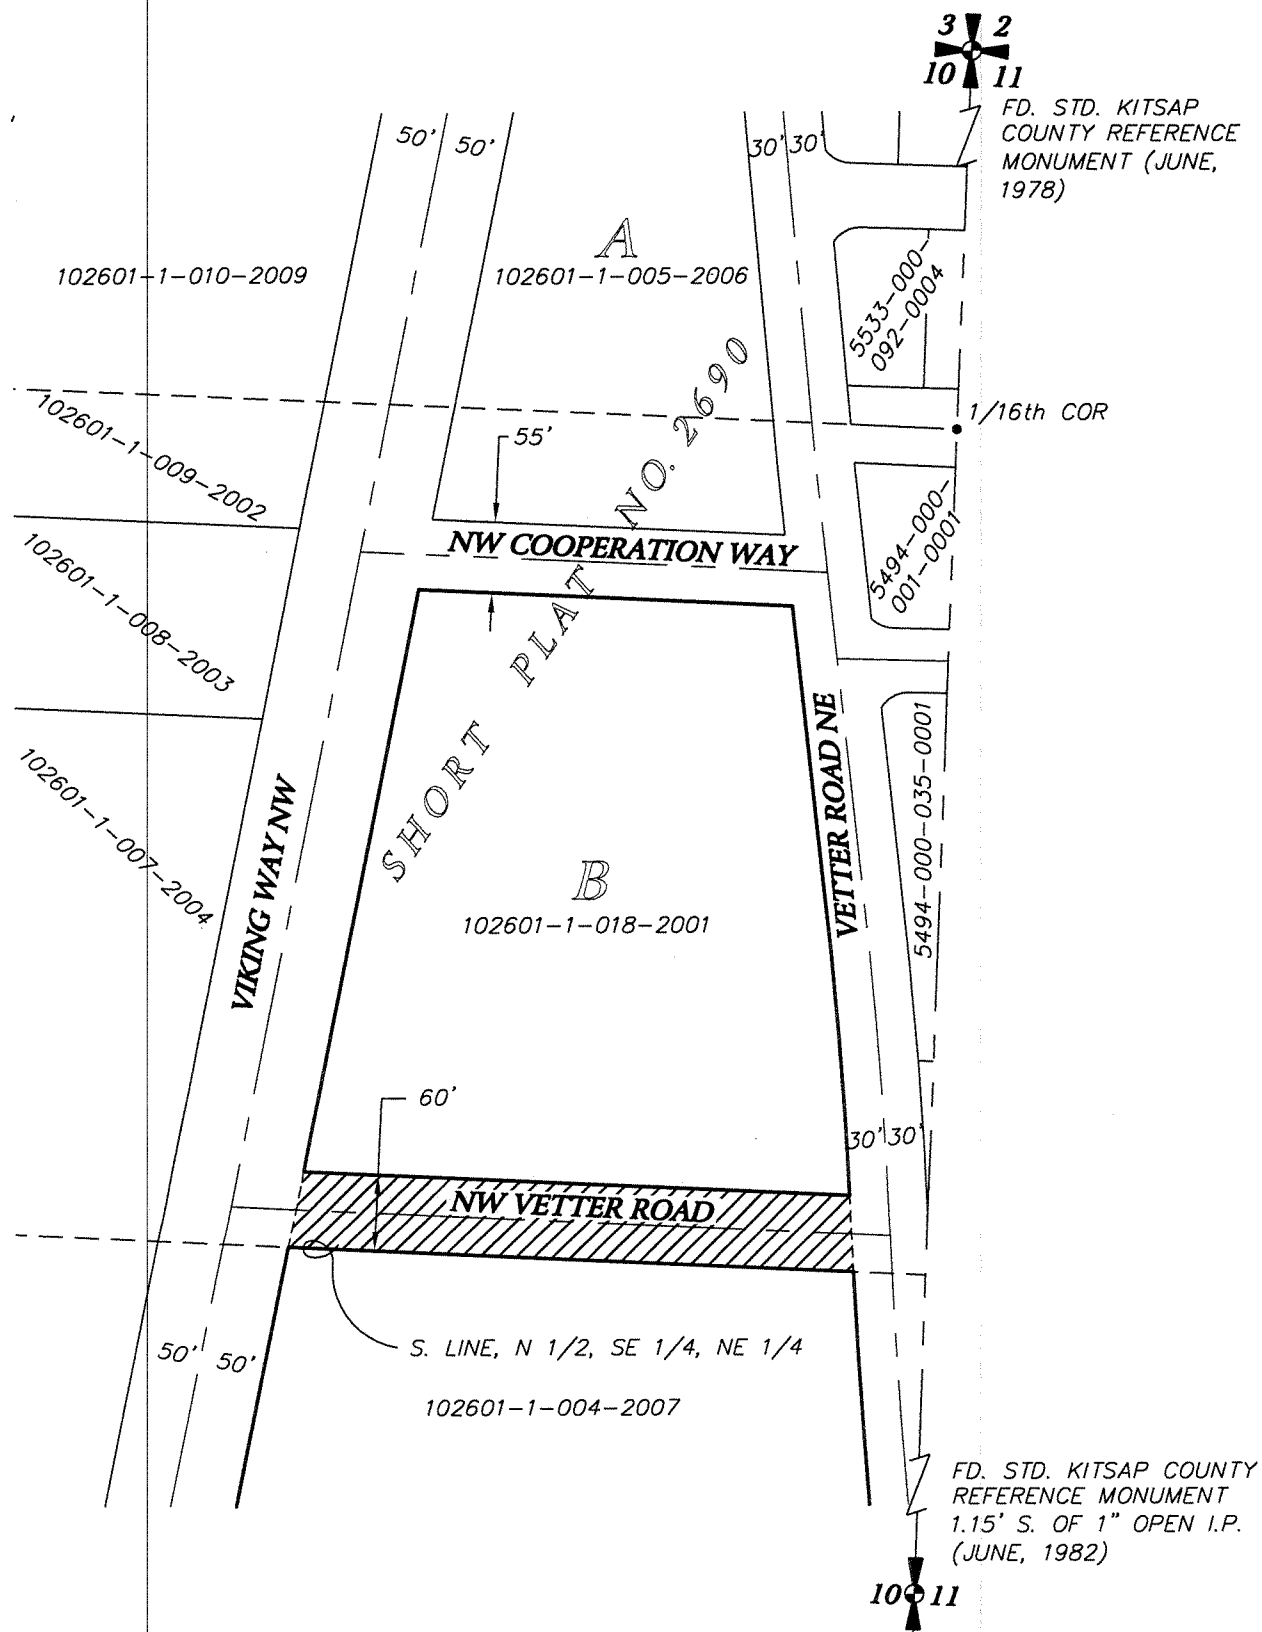 3 2
10 11
FD. STD. KITSAP
COUNTY REFERENCE
MONUMENT (JUNE,
1978)
50' 50'
30' 30'
A
102601-1-010-2009
102601-1-005-2006
5533-000-
092-0004
1/16th COR
102601-1-009-2002
55'
SHORT PLAT NO. 2690
NW COOPERATION WAY
5494-000-
001-0001
102601-1-008-2003
102601-1-007-2004
VIKING WAY NW
VETTER ROAD NE
5494-000-035-0001
B
102601-1-018-2001
60'
30' 30'
NW VETTER ROAD
S. LINE, N 1/2, SE 1/4, NE 1/4
50' 50'
102601-1-004-2007
FD. STD. KITSAP COUNTY
REFERENCE MONUMENT
1.15' S. OF 1" OPEN I.P.
(JUNE, 1982)
10 11